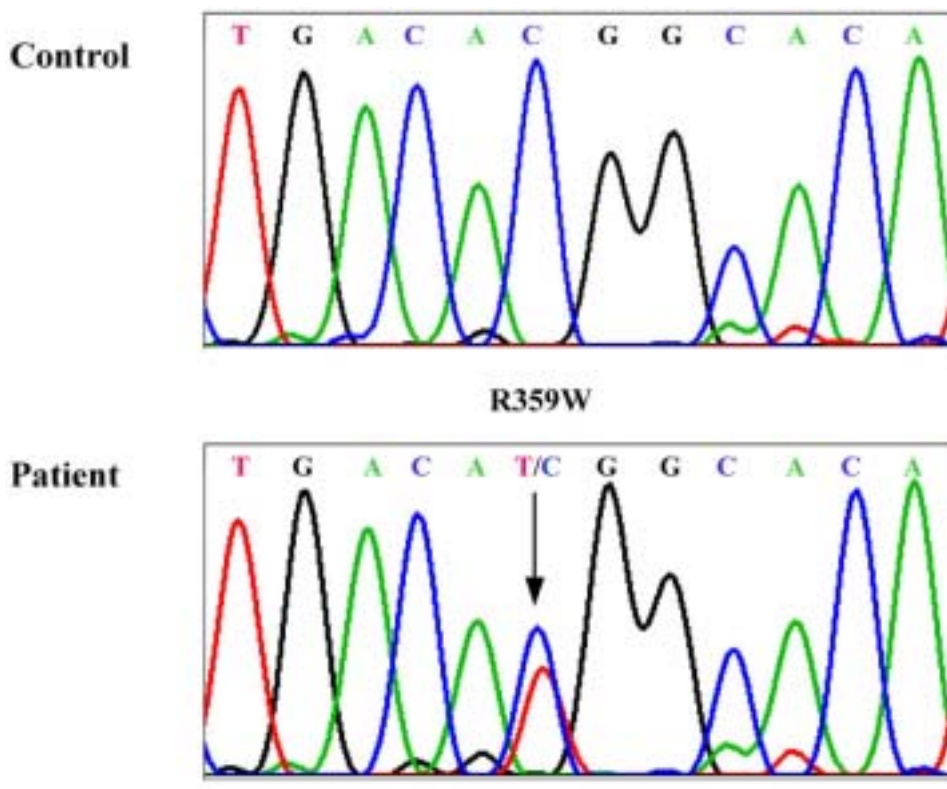 Control
T G A C A C G G C A C A
R359W
Patient
T G A C A T/C G G C A C A